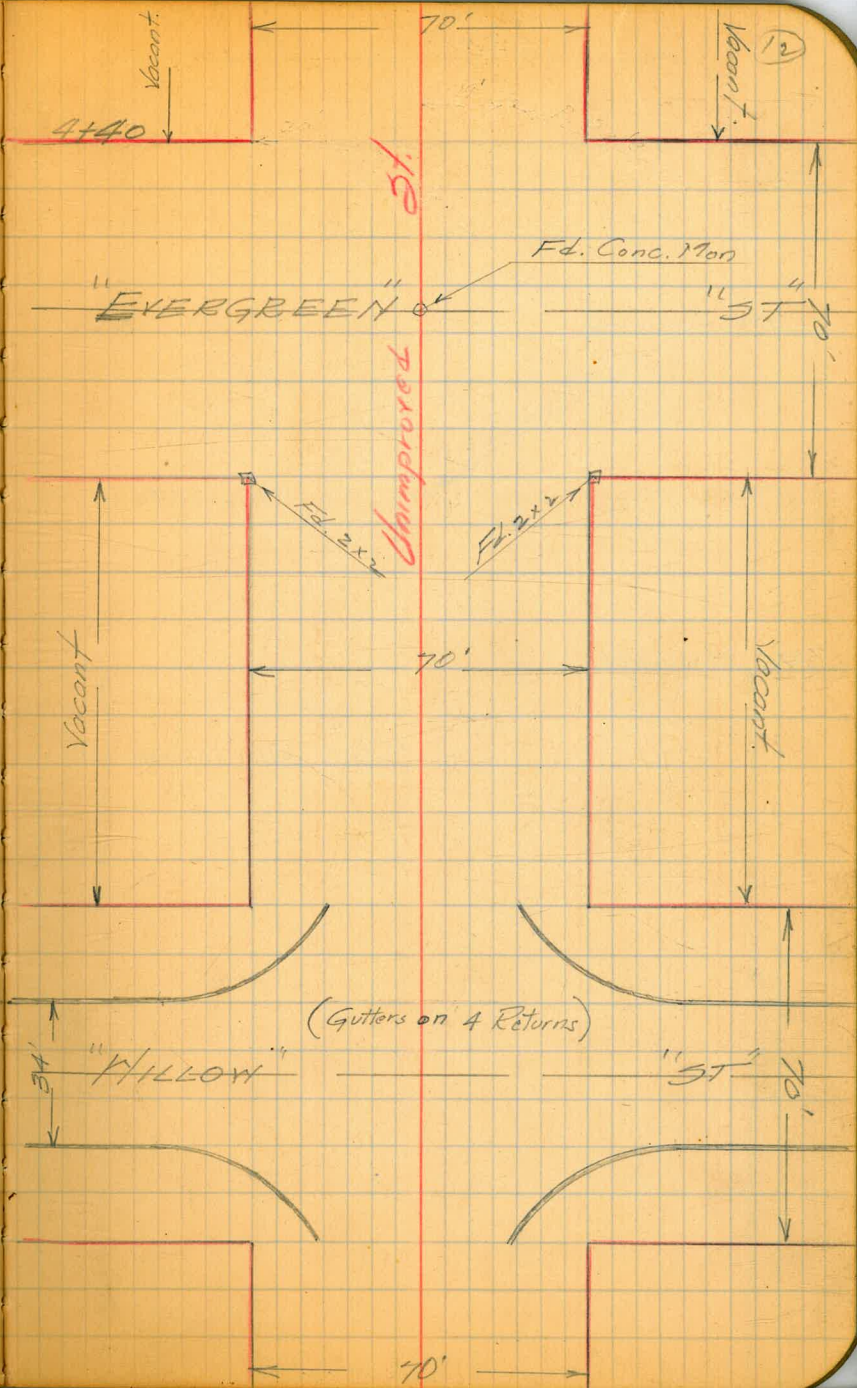 70'
Vacant.
Vacant.
12
4+40
St.
Fd. Conc. Mon
"EVERGREEN" "ST"
70'
Unimproved
Fd. 2x2
Fd. 2x2
Vacant
70'
Vacant
(Gutters on 4 Returns)
34'
"WILLOW" "ST"
70'
70'